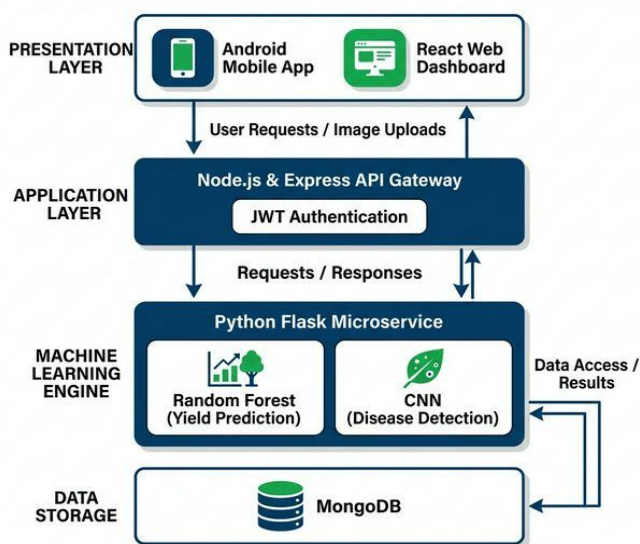 PRESENTATION
LAYER
Android
Mobile App
React Web
Dashboard
User Requests / Image Uploads
APPLICATION
LAYER
Node.js & Express API Gateway
JWT Authentication
Requests / Responses
MACHINE
LEARNING
ENGINE
Python Flask Microservice
Random Forest
(Yield Prediction)
CNN
(Disease Detection)
Data Access /
Results
DATA
STORAGE
MongoDB